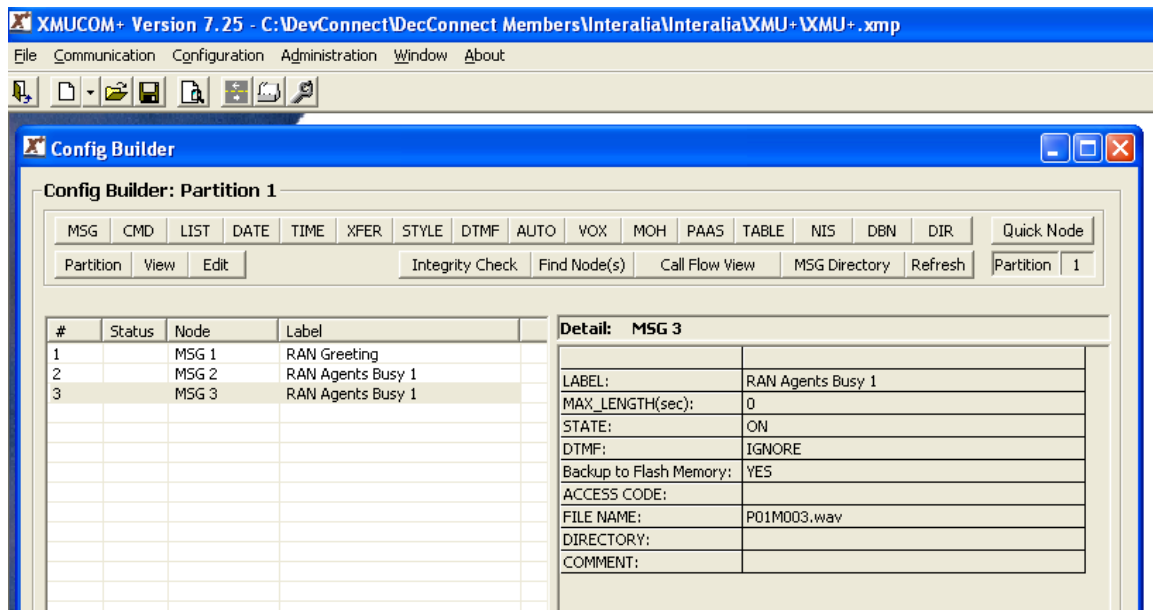 XMUCOM+ Version 7.25 - C:\DevConnect\DecConnect Members\Interalia\Interalia\XMU+\XMU+.xmp
File Communication Configuration Administration Window About
Config Builder
Config Builder: Partition 1
MSG CMD LIST DATE TIME XFER STYLE DTMF AUTO VOX MOH PAAS TABLE NIS DBN DIR Quick Node
Partition View Edit Integrity Check Find Node(s) Call Flow View MSG Directory Refresh Partition 1
# Status Node Label
1 MSG 1 RAN Greeting
2 MSG 2 RAN Agents Busy 1
3 MSG 3 RAN Agents Busy 1
Detail: MSG 3
LABEL: RAN Agents Busy 1
MAX_LENGTH(sec): 0
STATE: ON
DTMF: IGNORE
Backup to Flash Memory: YES
ACCESS CODE:
FILE NAME: P01M003.wav
DIRECTORY:
COMMENT: